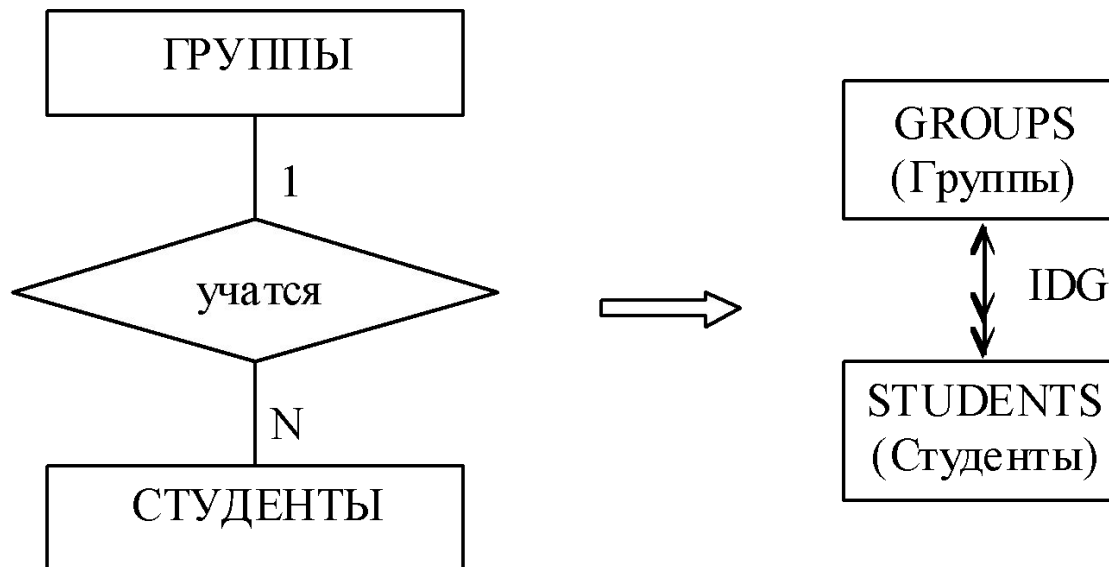 ГРУППЫ
1
учатся
N
СТУДЕНТЫ
GROUPS
(Группы)
IDG
STUDENTS
(Студенты)